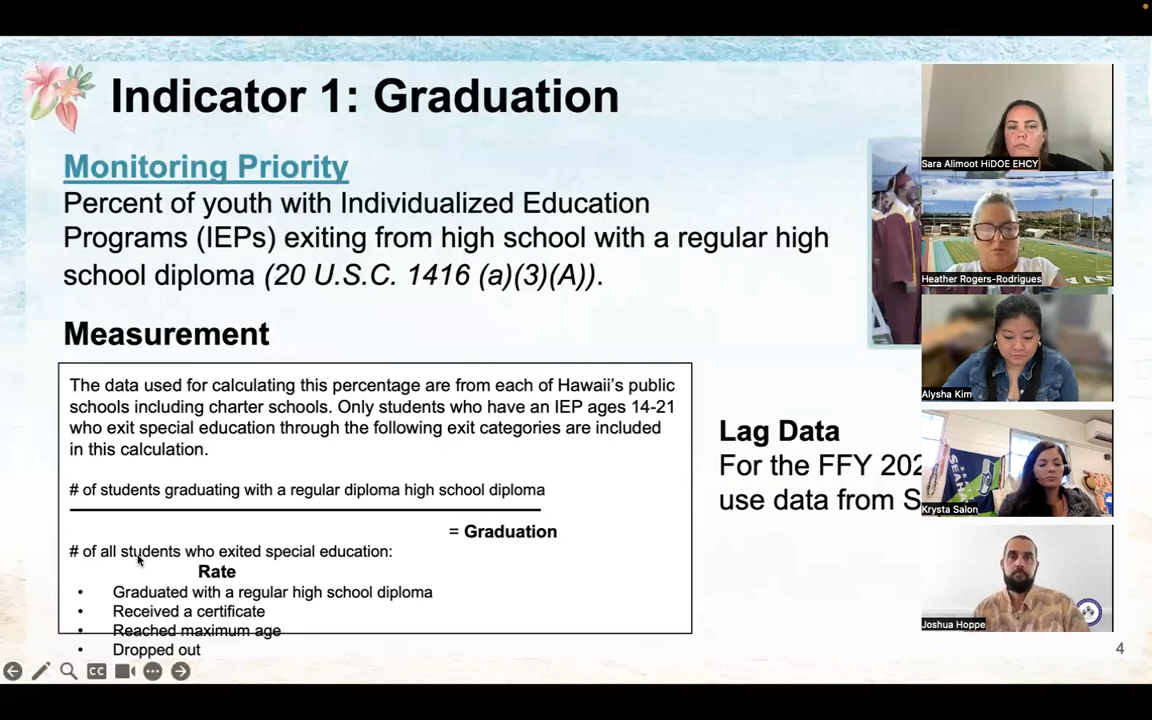 Indicator 1: Graduation
Monitoring Priority
Percent of youth with Individualized Education
Programs (IEPs) exiting from high school with a regular high
school diploma (20 U.S.C. 1416 (a)(3)(A)).
Measurement
The data used for calculating this percentage are from each of Hawaii's public
schools including charter schools. Only students who have an IEP ages 14-21
who exit special education through the following exit categories are included
in this calculation.
# of students graduating with a regular diploma high school diploma
= Graduation
# of all students who exited special education:
Rate
• Graduated with a regular high school diploma
• Received a certificate
• Reached maximum age
• Dropped out
Lag Data
For the FFY 202
use data from S
Sara Alimoot HiDOE EHCY
Heather Rogers-Rodrigues
Alysha Kim
Krysta Salon
Joshua Hoppe
CC
4